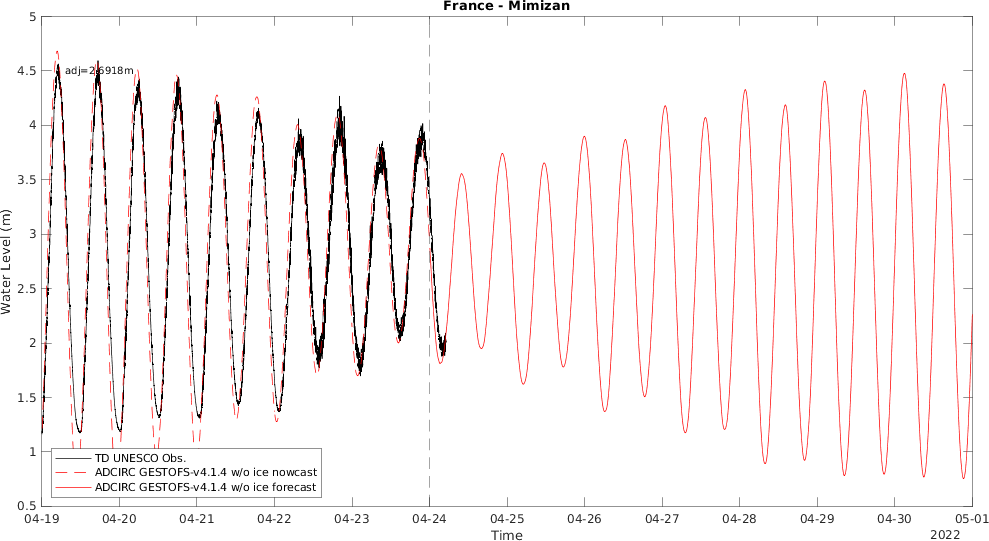 France - Mimizan
5
4.5
4
3.5
3
2.5
2
1.5
1
0.5
Water Level (m)
adj=2.5918m
TD UNESCO Obs.
ADCIRC GESTOFS-v4.1.4 w/o ice nowcast
ADCIRC GESTOFS-v4.1.4 w/o ice forecast
04-19 04-20 04-21 04-22 04-23 04-24 04-25 04-26 04-27 04-28 04-29 04-30 05-01
Time
2022